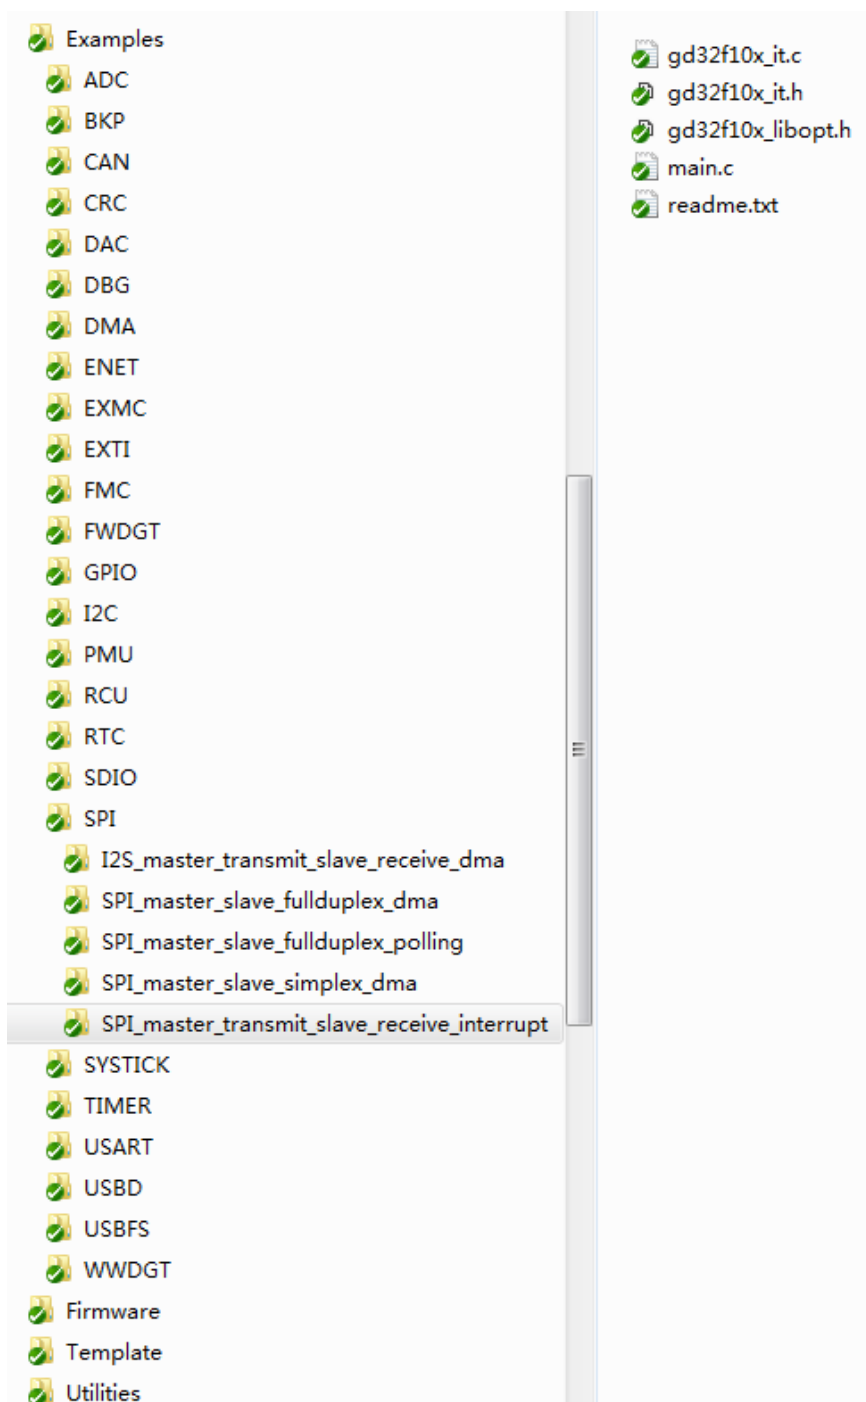 Examples
ADC
BKP
CAN
CRC
DAC
DBG
DMA
ENET
EXMC
EXTI
FMC
FWDGT
GPIO
I2C
PMU
RCU
RTC
SDIO
SPI
I2S_master_transmit_slave_receive_dma
SPI_master_slave_fullduplex_dma
SPI_master_slave_fullduplex_polling
SPI_master_slave_simplex_dma
SPI_master_transmit_slave_receive_interrupt
SYSTICK
TIMER
USART
USBD
USBFS
WWDGT
Firmware
Template
Utilities
gd32f10x_it.c
gd32f10x_it.h
gd32f10x_libopt.h
main.c
readme.txt